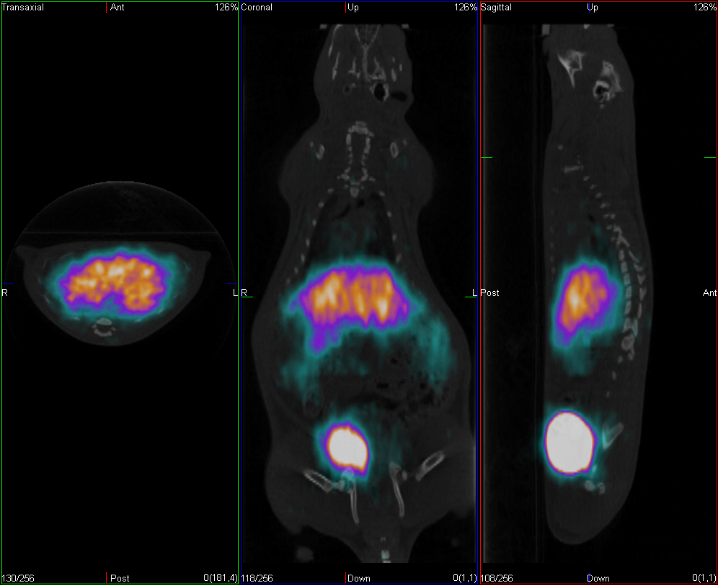 Transaxial Ant 126%
Coronal Up 126%
Sagittal Up 126%
R L
R L
Post Ant
130/256 Post 0(181,4)
118/256 Down 0(1,1)
108/256 Down 0(1,1)